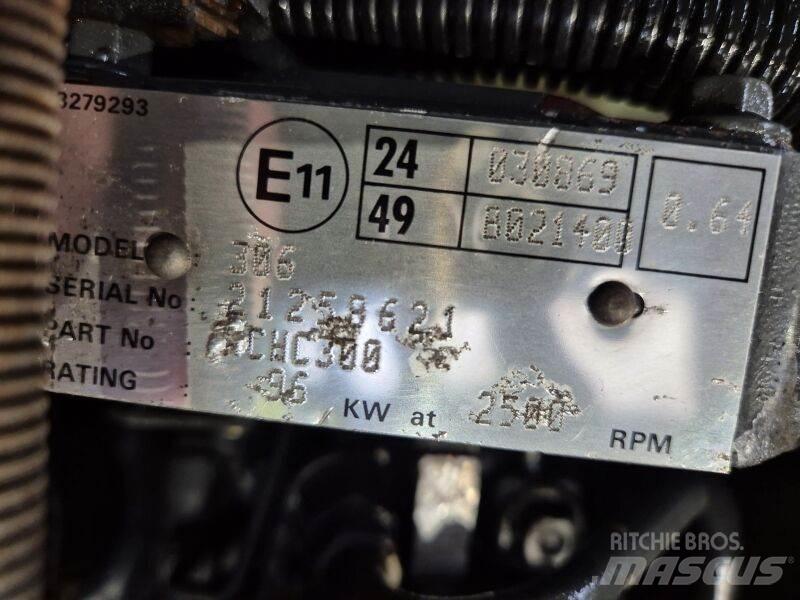 3279293
E11
24 030869
49 B021400
0.64
MODEL : 306
SERIAL No : 21258621
PART No :
RATING 96 KW at 2500 RPM
RITCHIE BROS.
MASCUS